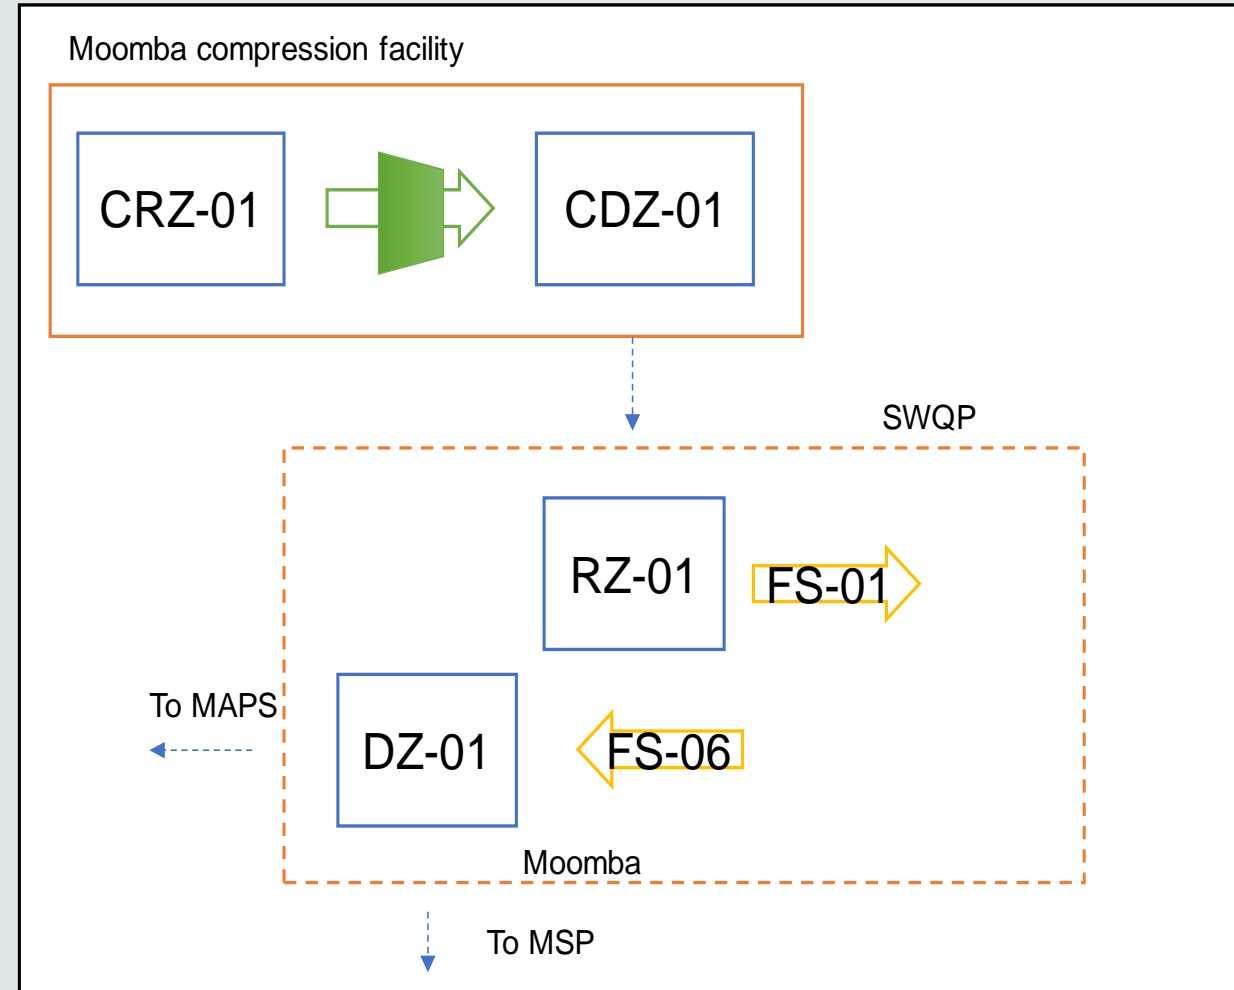 Moomba compression facility
CRZ-01
CDZ-01
SWQP
RZ-01
FS-01
To MAPS
DZ-01
FS-06
Moomba
To MSP